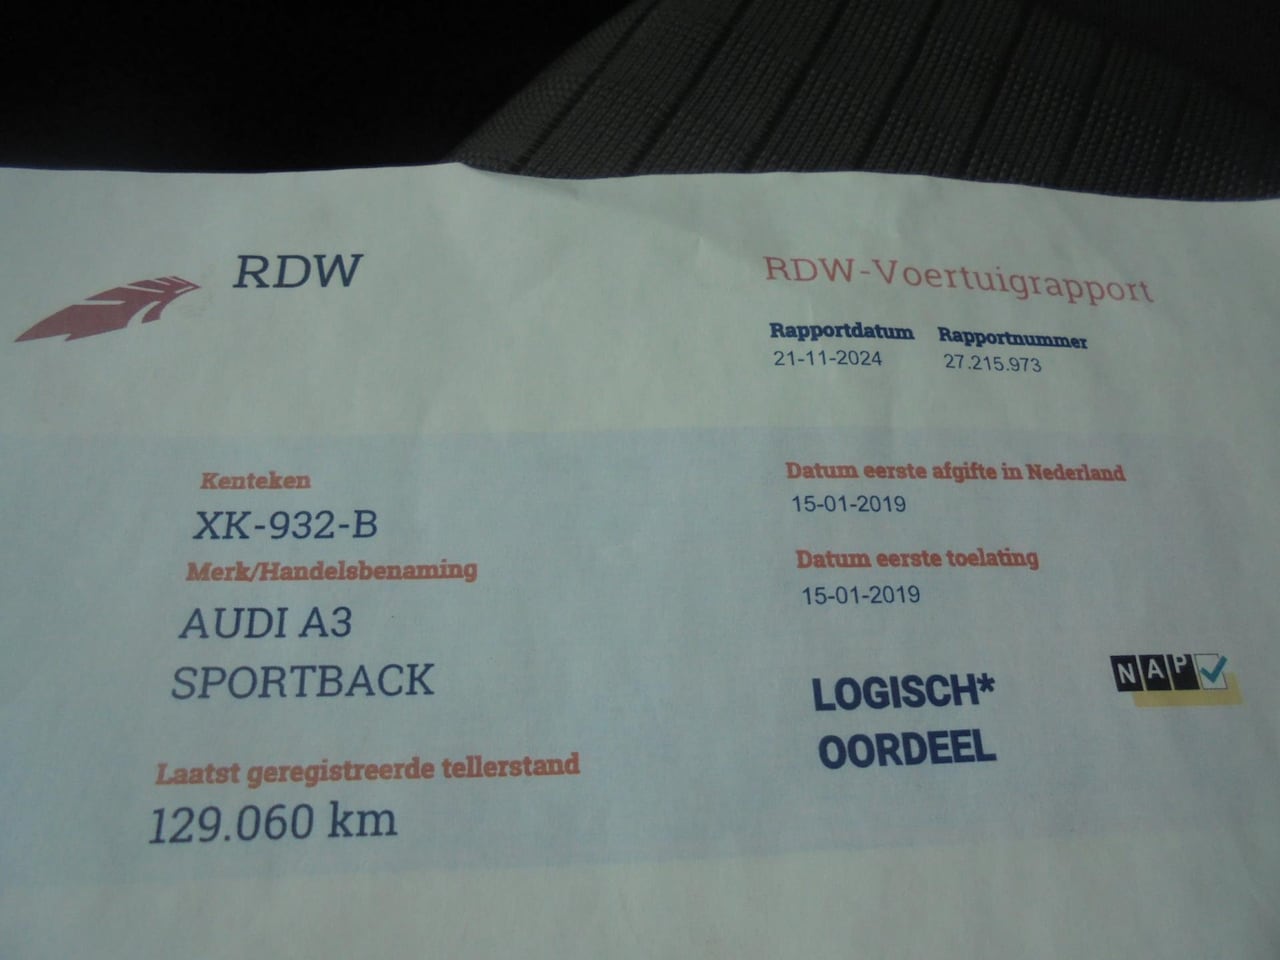 RDW
RDW-Voertuigrapport
Rapportdatum Rapportnummer
21-11-2024 27.215.973
Kenteken
XK-932-B
Merk/Handelsbenaming
AUDI A3
SPORTBACK
Laatst geregistreerde tellerstand
129.060 km
Datum eerste afgifte in Nederland
15-01-2019
Datum eerste toelating
15-01-2019
LOGISCH*
OORDEEL
NAP